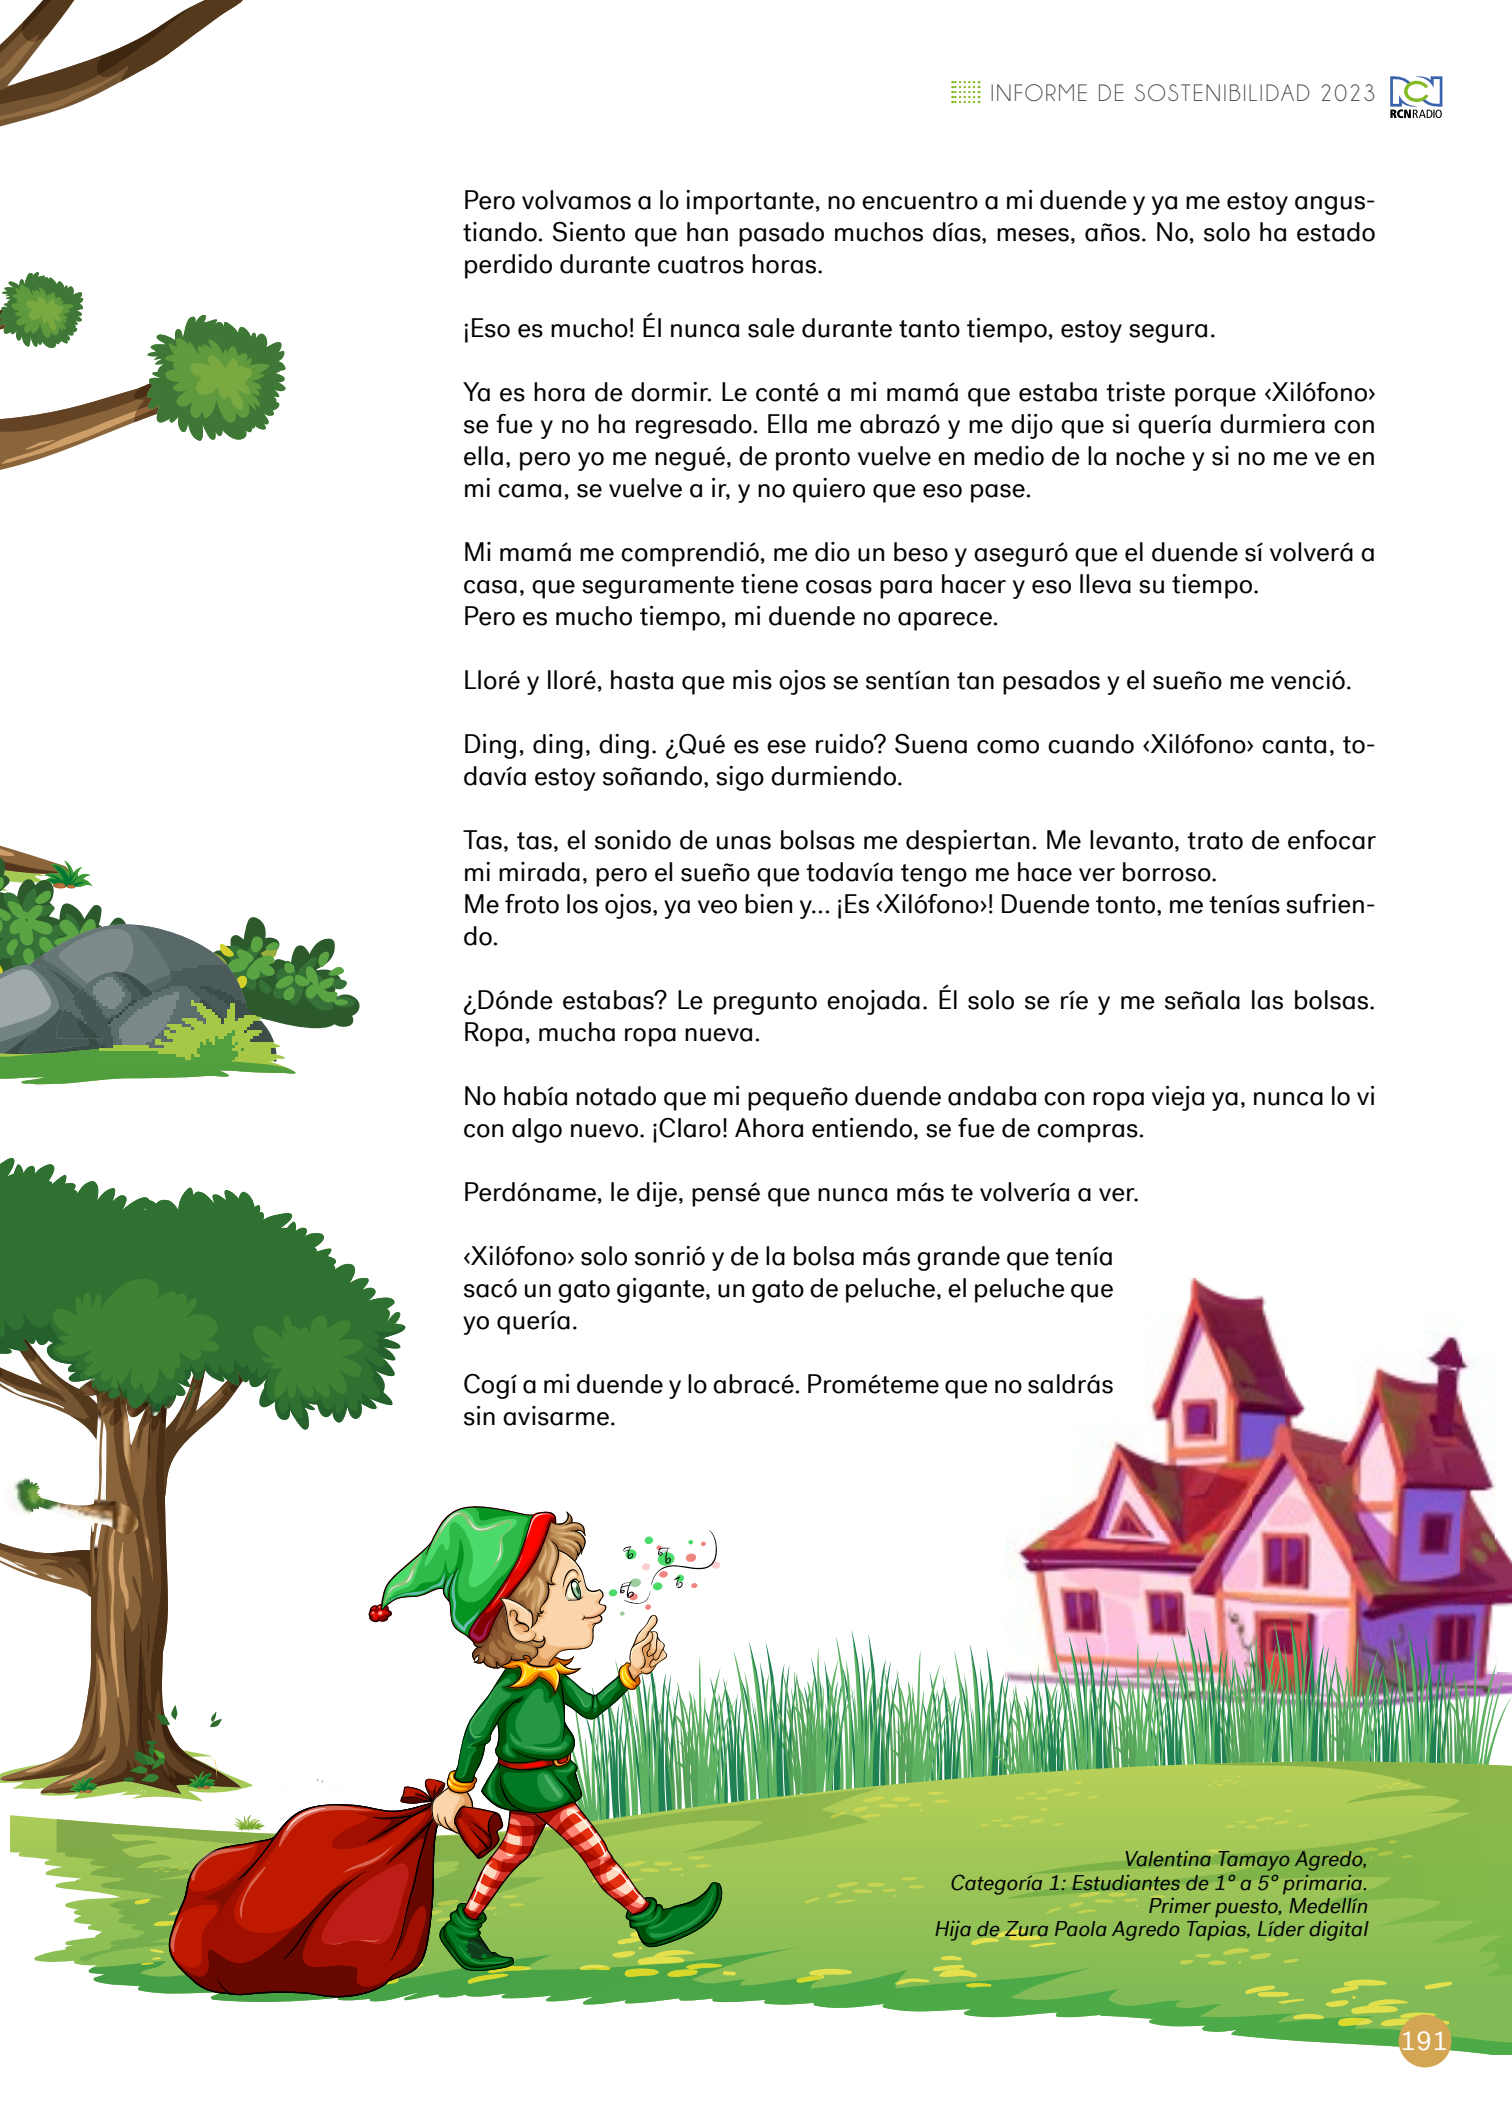 INFORME DE SOSTENIBILIDAD 2023
RCNRADIO
Pero volvamos a lo importante, no encuentro a mi duende y ya me estoy angus-
tiando. Siento que han pasado muchos días, meses, años. No, solo ha estado
perdido durante cuatros horas.
¡Eso es mucho! Él nunca sale durante tanto tiempo, estoy segura.
Ya es hora de dormir. Le conté a mi mamá que estaba triste porque ‹Xilófono›
se fue y no ha regresado. Ella me abrazó y me dijo que si quería durmiera con
ella, pero yo me negué, de pronto vuelve en medio de la noche y si no me ve en
mi cama, se vuelve a ir, y no quiero que eso pase.
Mi mamá me comprendió, me dio un beso y aseguró que el duende sí volverá a
casa, que seguramente tiene cosas para hacer y eso lleva su tiempo.
Pero es mucho tiempo, mi duende no aparece.
Lloré y lloré, hasta que mis ojos se sentían tan pesados y el sueño me venció.
Ding, ding, ding. ¿Qué es ese ruido? Suena como cuando ‹Xilófono› canta, to-
davía estoy soñando, sigo durmiendo.
Tas, tas, el sonido de unas bolsas me despiertan. Me levanto, trato de enfocar
mi mirada, pero el sueño que todavía tengo me hace ver borroso.
Me froto los ojos, ya veo bien y... ¡Es ‹Xilófono›! Duende tonto, me tenías sufrien-
do.
¿Dónde estabas? Le pregunto enojada. Él solo se ríe y me señala las bolsas.
Ropa, mucha ropa nueva.
No había notado que mi pequeño duende andaba con ropa vieja ya, nunca lo vi
con algo nuevo. ¡Claro! Ahora entiendo, se fue de compras.
Perdóname, le dije, pensé que nunca más te volvería a ver.
‹Xilófono› solo sonrió y de la bolsa más grande que tenía
sacó un gato gigante, un gato de peluche, el peluche que
yo quería.
Cogí a mi duende y lo abracé. Prométeme que no saldrás
sin avisarme.
Valentina Tamayo Agredo,
Categoría 1: Estudiantes de 1º a 5º primaria.
Primer puesto, Medellín
Hija de Zura Paola Agredo Tapias, Líder digital
191